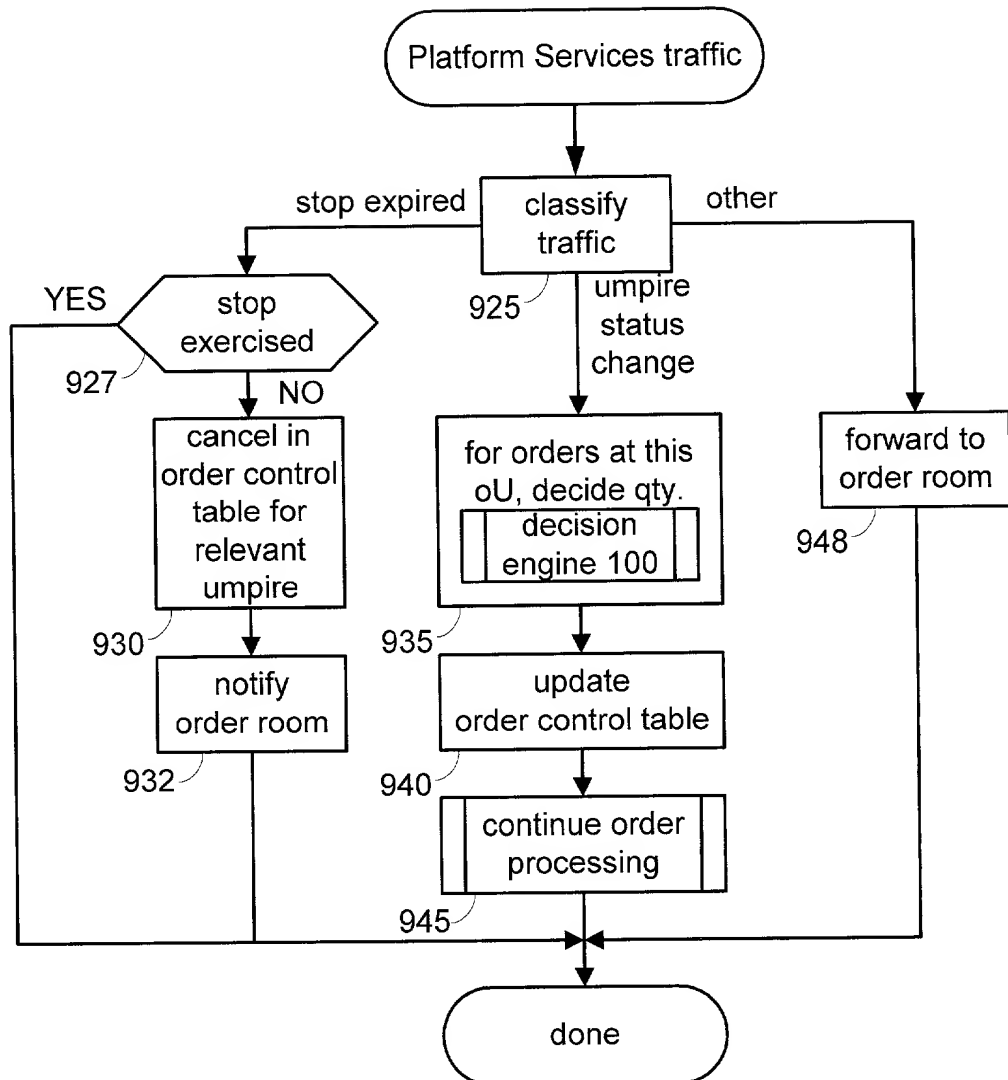 Platform Services traffic
stop expired
classify
traffic
other
925
umpire
status
change
YES
stop
exercised
927
NO
cancel in
order control
table for
relevant
umpire
930
notify
order room
932
for orders at this
oU, decide qty.
decision
engine 100
935
update
order control table
940
continue order
processing
945
forward to
order room
948
done